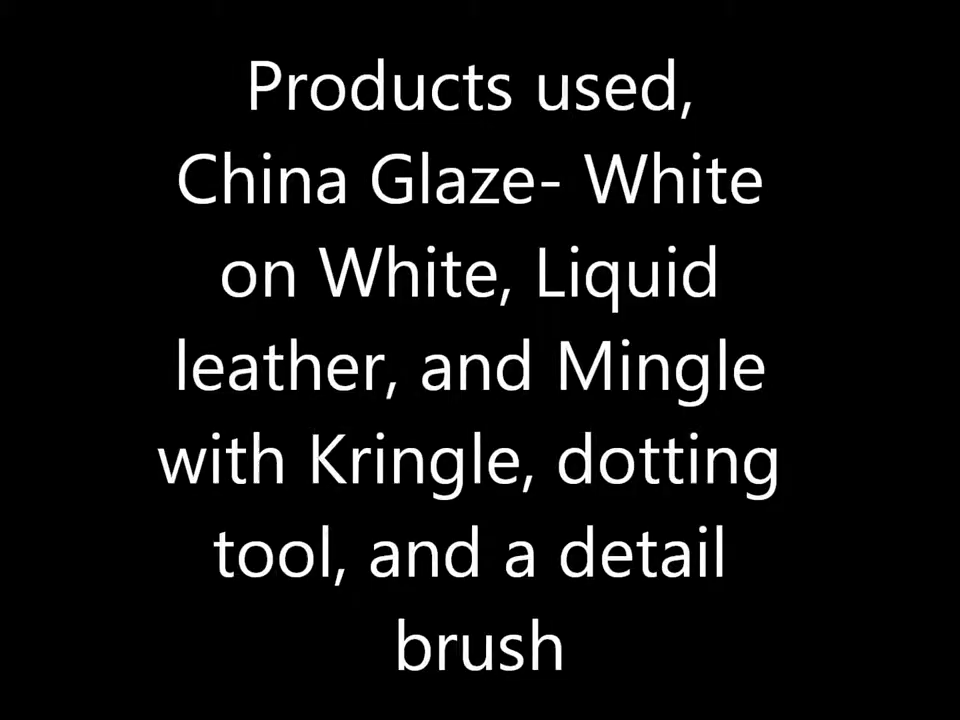 Products used,
China Glaze- White
on White, Liquid
leather, and Mingle
with Kringle, dotting
tool, and a detail
brush